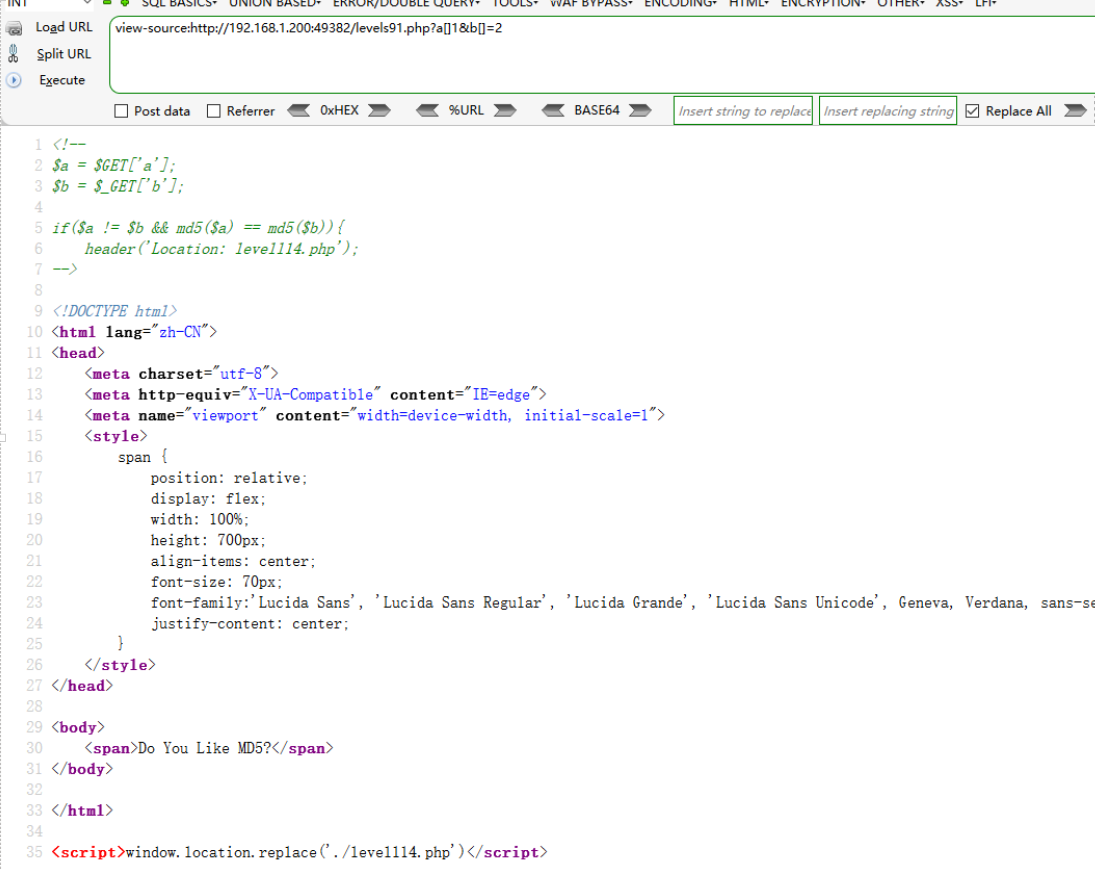 INT SQL BASICS UNION BASED ERROR/DOUBLE QUERY TOOLS WAF BYPASS ENCODING HTML ENCRYPTION OTHER XSS LFI
Load URL view-source:http://192.168.1.200:49382/levels91.php?a[]1&b[]=2
Split URL
Execute
Post data Referrer 0xHEX %URL BASE64 Insert string to replace Insert replacing string Replace All
1 <!--
2 $a = $GET['a'];
3 $b = $_GET['b'];
4
5 if($a != $b && md5($a) == md5($b)){
6 header('Location: levell14.php');
7 -->
8
9 <!DOCTYPE html>
10 <html lang="zh-CN">
11 <head>
12 <meta charset="utf-8">
13 <meta http-equiv="X-UA-Compatible" content="IE=edge">
14 <meta name="viewport" content="width=device-width, initial-scale=1">
15 <style>
16 span {
17 position: relative;
18 display: flex;
19 width: 100%;
20 height: 700px;
21 align-items: center;
22 font-size: 70px;
23 font-family:'Lucida Sans', 'Lucida Sans Regular', 'Lucida Grande', 'Lucida Sans Unicode', Geneva, Verdana, sans-se
24 justify-content: center;
25 }
26 </style>
27 </head>
28
29 <body>
30 <span>Do You Like MD5?</span>
31 </body>
32
33 </html>
34
35 <script>window.location.replace('./levell14.php')</script>